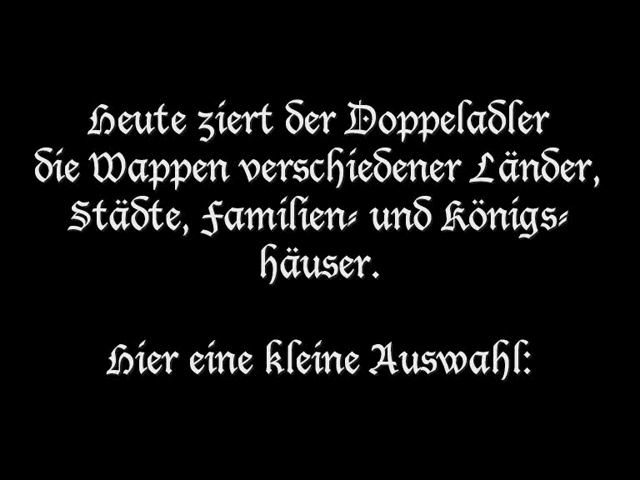 Heute ziert der Doppeladler
die Wappen verschiedener Länder,
Städte, Familien- und Königs-
häuser.
Hier eine kleine Auswahl: